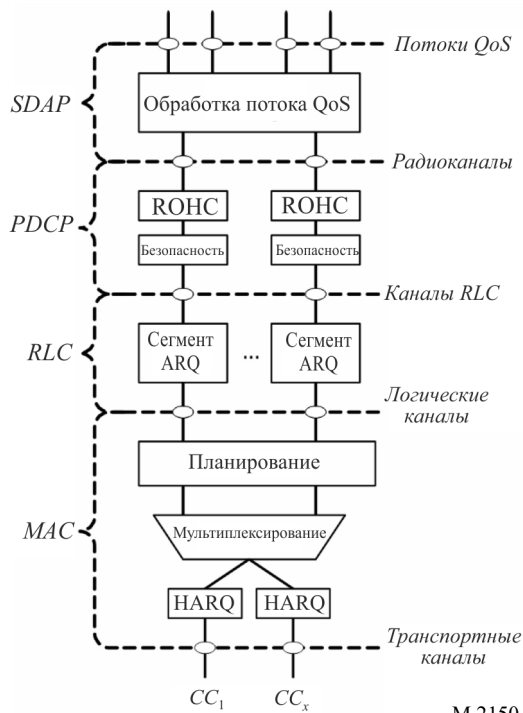 Потоки QoS
SDAP
Обработка потока QoS
Радиоканалы
PDCP
ROHC
ROHC
Безопасность
Безопасность
Каналы RLC
RLC
Сегмент
ARQ
...
Сегмент
ARQ
Логические
каналы
Планирование
MAC
Мультиплексирование
HARQ
HARQ
Транспортные
каналы
CC1
CCx
M.2150